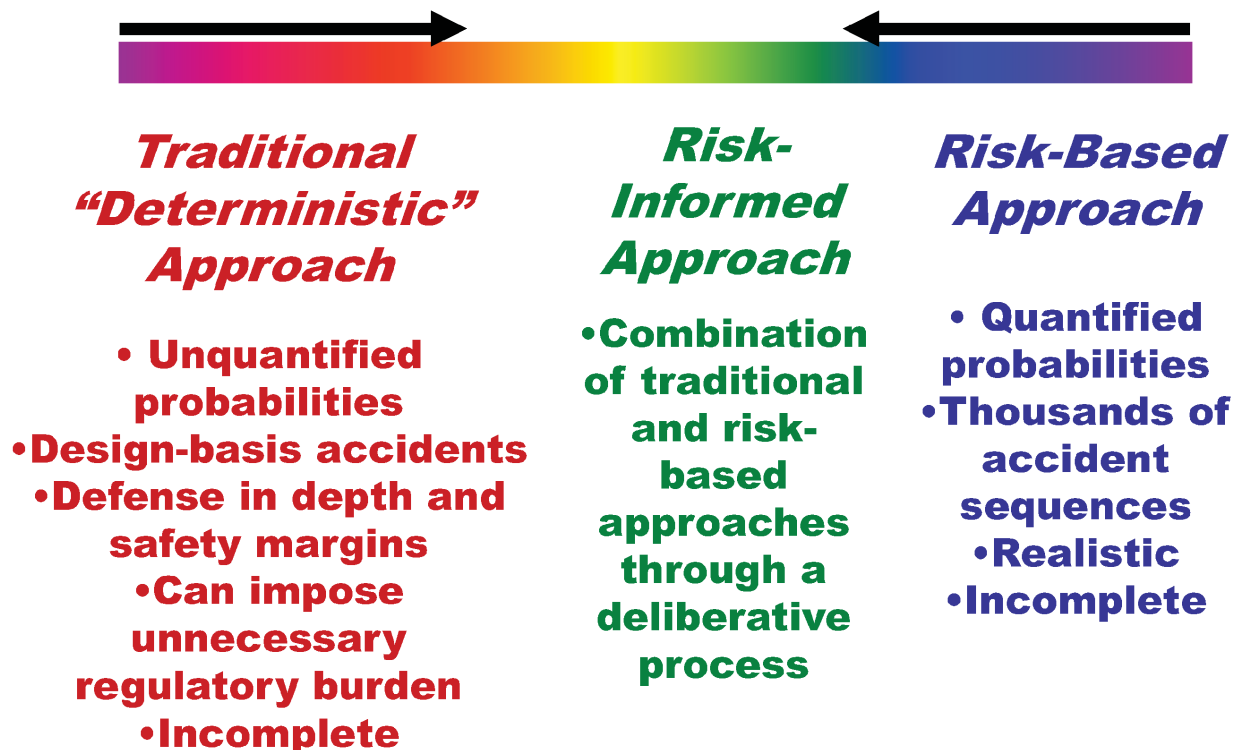 Traditional
“Deterministic”
Approach
• Unquantified
probabilities
•Design-basis accidents
•Defense in depth and
safety margins
•Can impose
unnecessary
regulatory burden
•Incomplete
Risk-
Informed
Approach
•Combination
of traditional
and risk-
based
approaches
through a
deliberative
process
Risk-Based
Approach
• Quantified
probabilities
•Thousands of
accident
sequences
•Realistic
•Incomplete